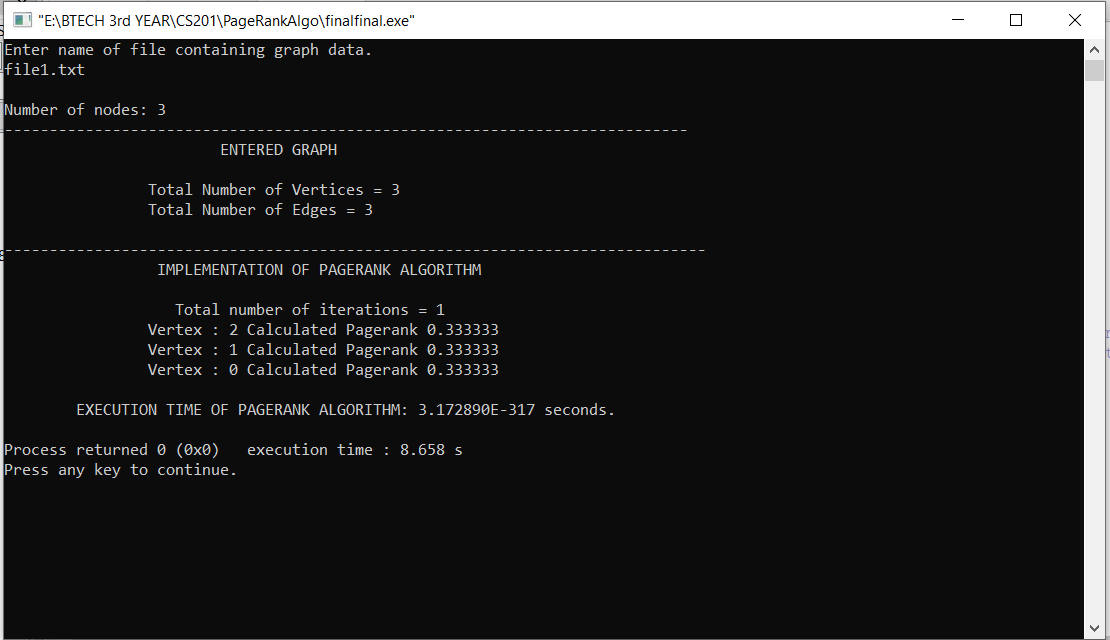 "E:\BTECH 3rd YEAR\CS201\PageRankAlgo\finalfinal.exe"
Enter name of file containing graph data.
file1.txt
Number of nodes: 3
----------------------------------------------------------------------------
ENTERED GRAPH
Total Number of Vertices = 3
Total Number of Edges = 3
------------------------------------------------------------------------------
IMPLEMENTATION OF PAGERANK ALGORITHM
Total number of iterations = 1
Vertex : 2 Calculated Pagerank 0.333333
Vertex : 1 Calculated Pagerank 0.333333
Vertex : 0 Calculated Pagerank 0.333333
EXECUTION TIME OF PAGERANK ALGORITHM: 3.172890E-317 seconds.
Process returned 0 (0x0)   execution time : 8.658 s
Press any key to continue.